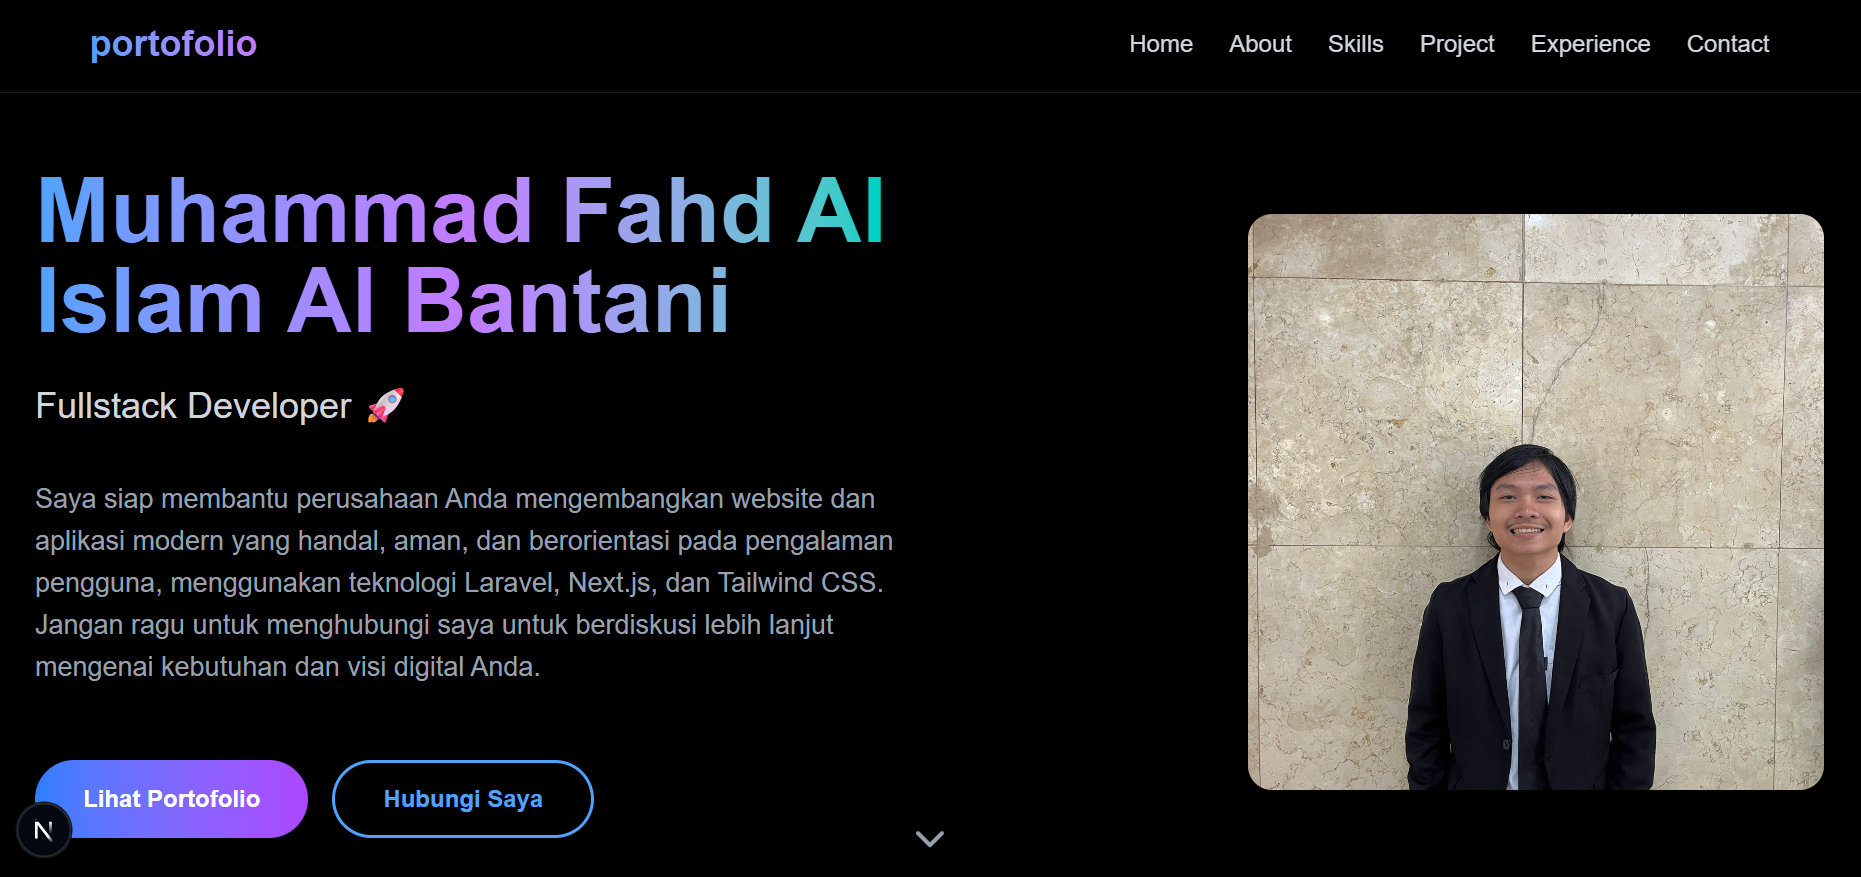 portofolio
Home About Skills Project Experience Contact
Muhammad Fahd Al
Islam Al Bantani
Fullstack Developer 🚀
Saya siap membantu perusahaan Anda mengembangkan website dan
aplikasi modern yang handal, aman, dan berorientasi pada pengalaman
pengguna, menggunakan teknologi Laravel, Next.js, dan Tailwind CSS.
Jangan ragu untuk menghubungi saya untuk berdiskusi lebih lanjut
mengenai kebutuhan dan visi digital Anda.
Lihat Portofolio
Hubungi Saya
N